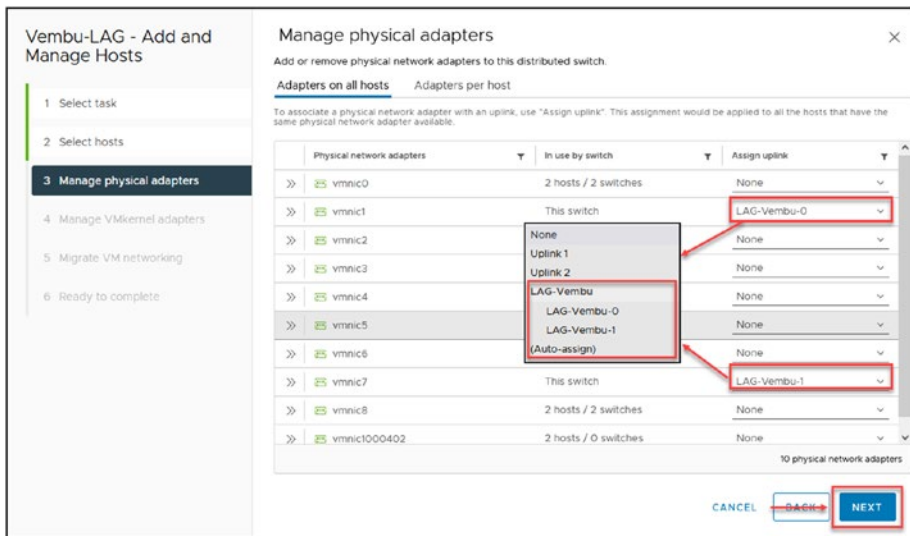 Vembu-LAG - Add and
Manage Hosts
1 Select task
2 Select hosts
3 Manage physical adapters
4 Manage VMkernel adapters
5 Migrate VM networking
6 Ready to complete
Manage physical adapters
Add or remove physical network adapters to this distributed switch.
Adapters on all hosts Adapters per host
To associate a physical network adapter with an uplink, use "Assign uplink". This assignment would be applied to all the hosts that have the
same physical network adapter available.
Physical network adapters In use by switch Assign uplink
vmnic0 2 hosts / 2 switches None
vmnic1 This switch LAG-Vembu-0
vmnic2 None
vmnic3 None
vmnic4 None
vmnic5 None
vmnic6 None
vmnic7 This switch LAG-Vembu-1
vmnic8 2 hosts / 2 switches None
vmnic1000402 2 hosts / 0 switches None
None
Uplink 1
Uplink 2
LAG-Vembu
LAG-Vembu-0
LAG-Vembu-1
(Auto-assign)
10 physical network adapters
CANCEL BACK NEXT